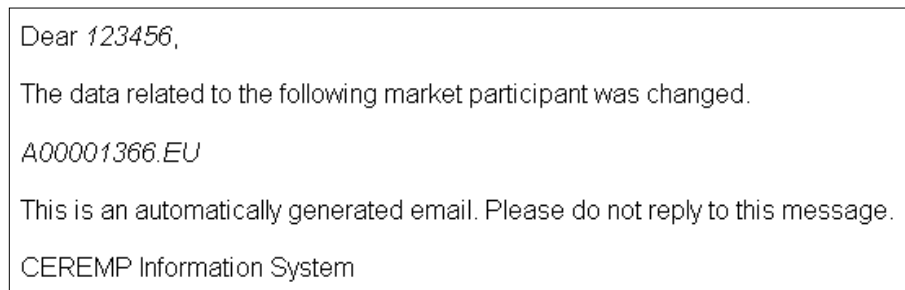 Dear 123456,
The data related to the following market participant was changed.
A00001366.EU
This is an automatically generated email. Please do not reply to this message.
CEREMP Information System